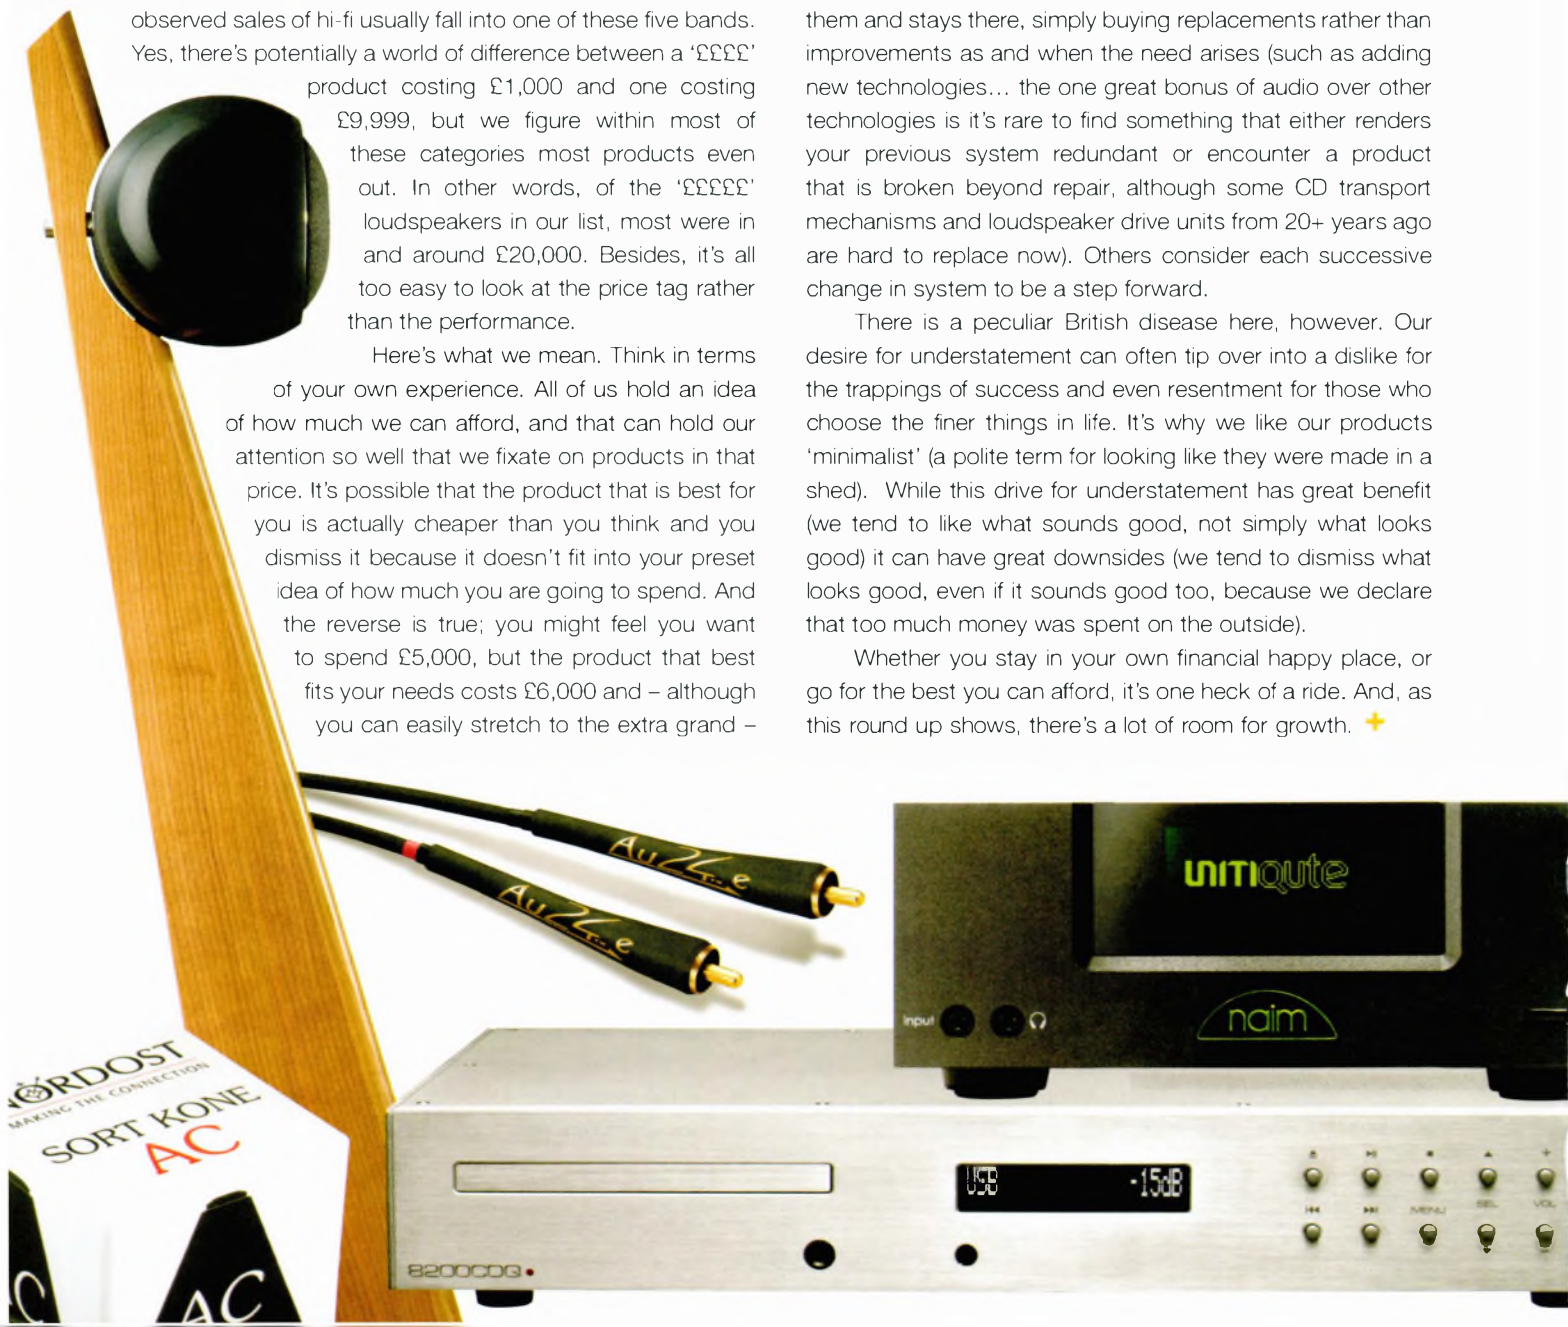 observed sales of hi-fi usually fall into one of these five bands.
Yes, there's potentially a world of difference between a '££££'
product costing £1,000 and one costing
£9,999, but we figure within most of
these categories most products even
out. In other words, of the '£££££'
loudspeakers in our list, most were in
and around £20,000. Besides, it's all
too easy to look at the price tag rather
than the performance.
Here's what we mean. Think in terms
of your own experience. All of us hold an idea
of how much we can afford, and that can hold our
attention so well that we fixate on products in that
price. It's possible that the product that is best for
you is actually cheaper than you think and you
dismiss it because it doesn't fit into your preset
idea of how much you are going to spend. And
the reverse is true; you might feel you want
to spend £5,000, but the product that best
fits your needs costs £6,000 and – although
you can easily stretch to the extra grand –
them and stays there, simply buying replacements rather than
improvements as and when the need arises (such as adding
new technologies... the one great bonus of audio over other
technologies is it's rare to find something that either renders
your previous system redundant or encounter a product
that is broken beyond repair, although some CD transport
mechanisms and loudspeaker drive units from 20+ years ago
are hard to replace now). Others consider each successive
change in system to be a step forward.
There is a peculiar British disease here, however. Our
desire for understatement can often tip over into a dislike for
the trappings of success and even resentment for those who
choose the finer things in life. It's why we like our products
'minimalist' (a polite term for looking like they were made in a
shed). While this drive for understatement has great benefit
(we tend to like what sounds good, not simply what looks
good) it can have great downsides (we tend to dismiss what
looks good, even if it sounds good too, because we declare
that too much money was spent on the outside).
Whether you stay in your own financial happy place, or
go for the best you can afford, it's one heck of a ride. And, as
this round up shows, there's a lot of room for growth. +
Au24 e
Au24 e
UNITIQute
input
naim
NORDOST
MAKING THE CONNECTION
SORT KONE
AC
AC
C
USB -15dB
MENU SEL VOL
8200CDQ